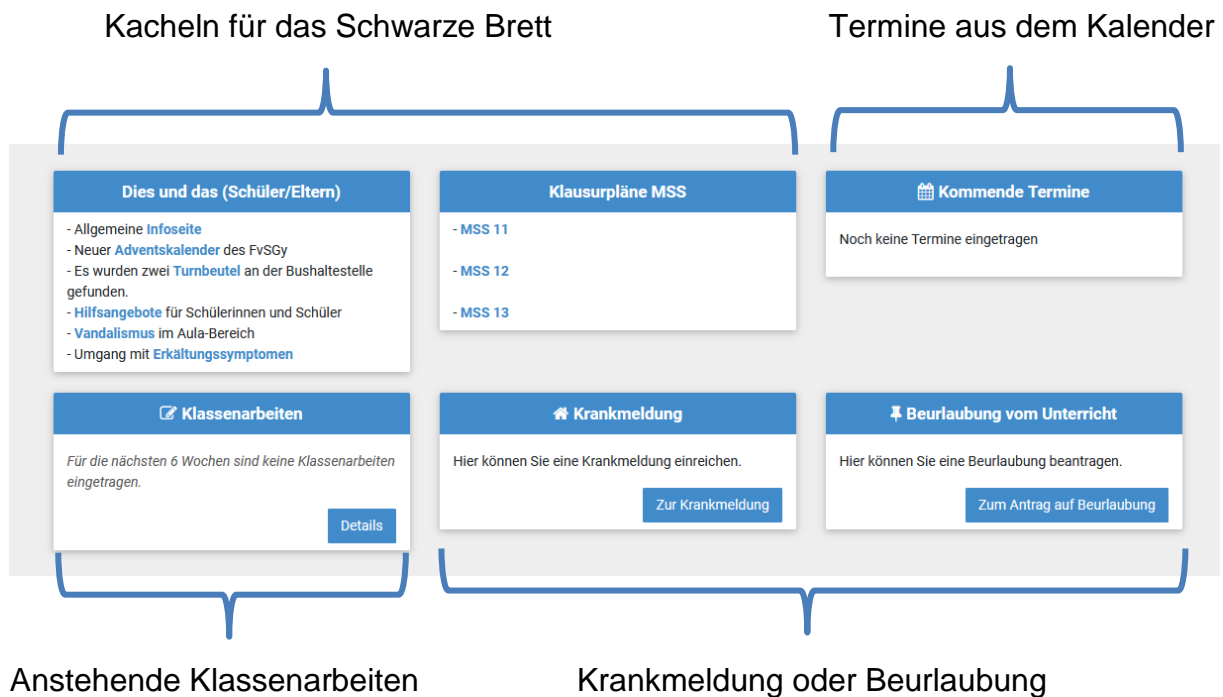 Kacheln für das Schwarze Brett
Termine aus dem Kalender
Dies und das (Schüler/Eltern)
- Allgemeine Infoseite
- Neuer Adventskalender des FvSGy
- Es wurden zwei Turnbeutel an der Bushaltestelle
gefunden.
- Hilfsangebote für Schülerinnen und Schüler
- Vandalismus im Aula-Bereich
- Umgang mit Erkältungssymptomen
Klausurpläne MSS
- MSS 11
- MSS 12
- MSS 13
Kommende Termine
Noch keine Termine eingetragen
Klassenarbeiten
Für die nächsten 6 Wochen sind keine Klassenarbeiten
eingetragen.
Details
Krankmeldung
Hier können Sie eine Krankmeldung einreichen.
Zur Krankmeldung
Beurlaubung vom Unterricht
Hier können Sie eine Beurlaubung beantragen.
Zum Antrag auf Beurlaubung
Anstehende Klassenarbeiten
Krankmeldung oder Beurlaubung